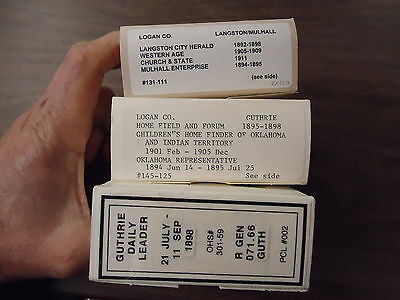 LOGAN CO. LANGSTON/MULHALL
LANGSTON CITY HERALD 1892-1898
WESTERN AGE 1905-1909
CHURCH & STATE 1911
MULHALL ENTERPRISE 1894-1895
#131-111 (see side)
LOGAN CO. GUTHRIE
HOME FIELD AND FORUM 1895-1898
CHILDREN'S HOME FINDER OF OKLAHOMA
AND INDIAN TERRITORY
1901 Feb - 1905 Dec
OKLAHOMA REPRESENTATIVE
1894 Jun 14 - 1895 Jul 25
#145-125 See side
GUTHRIE
DAILY
LEADER
21 JULY -
11 SEP
1898
OHS#
301-59
R GEN
071.66
GUTH
PCL #002